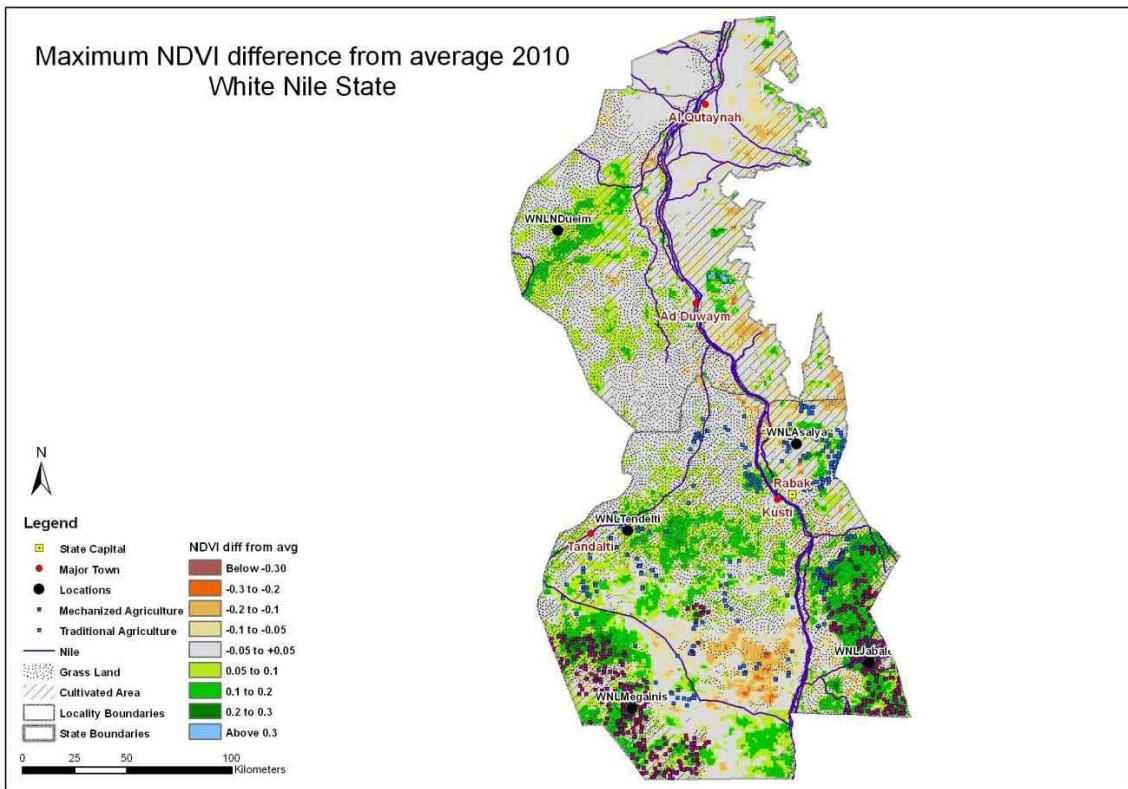 Maximum NDVI difference from average 2010
White Nile State
Al Qutaynah
WNLNDueim
Ad Duwaym
WNLAsalya
Rabak
Kusti
WNLTendelti
Tandalti
WNLJabale
WNLMegainis
N
Legend
State Capital
Major Town
Locations
Mechanized Agriculture
Traditional Agriculture
Nile
Grass Land
Cultivated Area
Locality Boundaries
State Boundaries
NDVI diff from avg
Below -0.30
-0.3 to -0.2
-0.2 to -0.1
-0.1 to -0.05
-0.05 to +0.05
0.05 to 0.1
0.1 to 0.2
0.2 to 0.3
Above 0.3
0 25 50 100
Kilometers